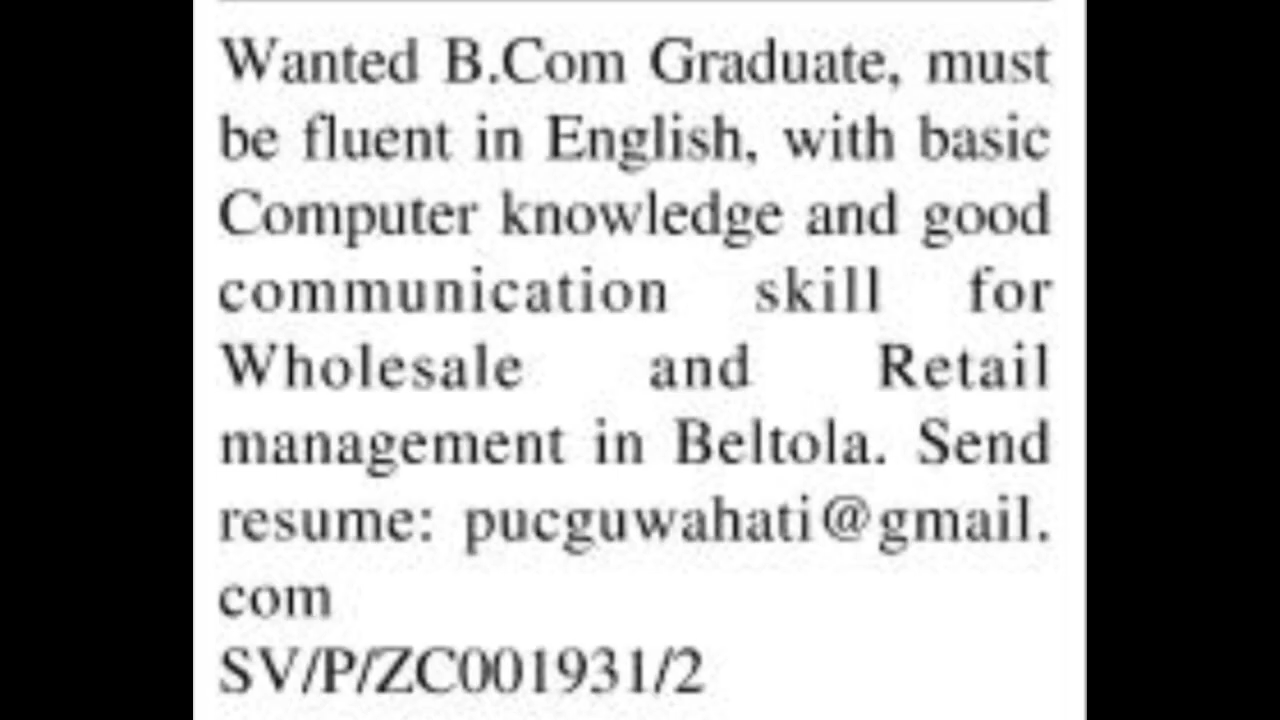 Wanted B.Com Graduate, must
be fluent in English, with basic
Computer knowledge and good
communication skill for
Wholesale and Retail
management in Beltola. Send
resume: pucguwahati@gmail.
com
SV/P/ZC001931/2